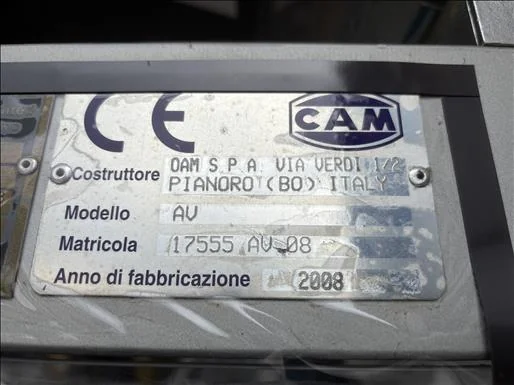 CE CAM
Costruttore OAM S P A VIA VERDI 1/2
PIANORO (BO) ITALY
Modello AV
Matricola 17555 AV 08
Anno di fabbricazione 2008